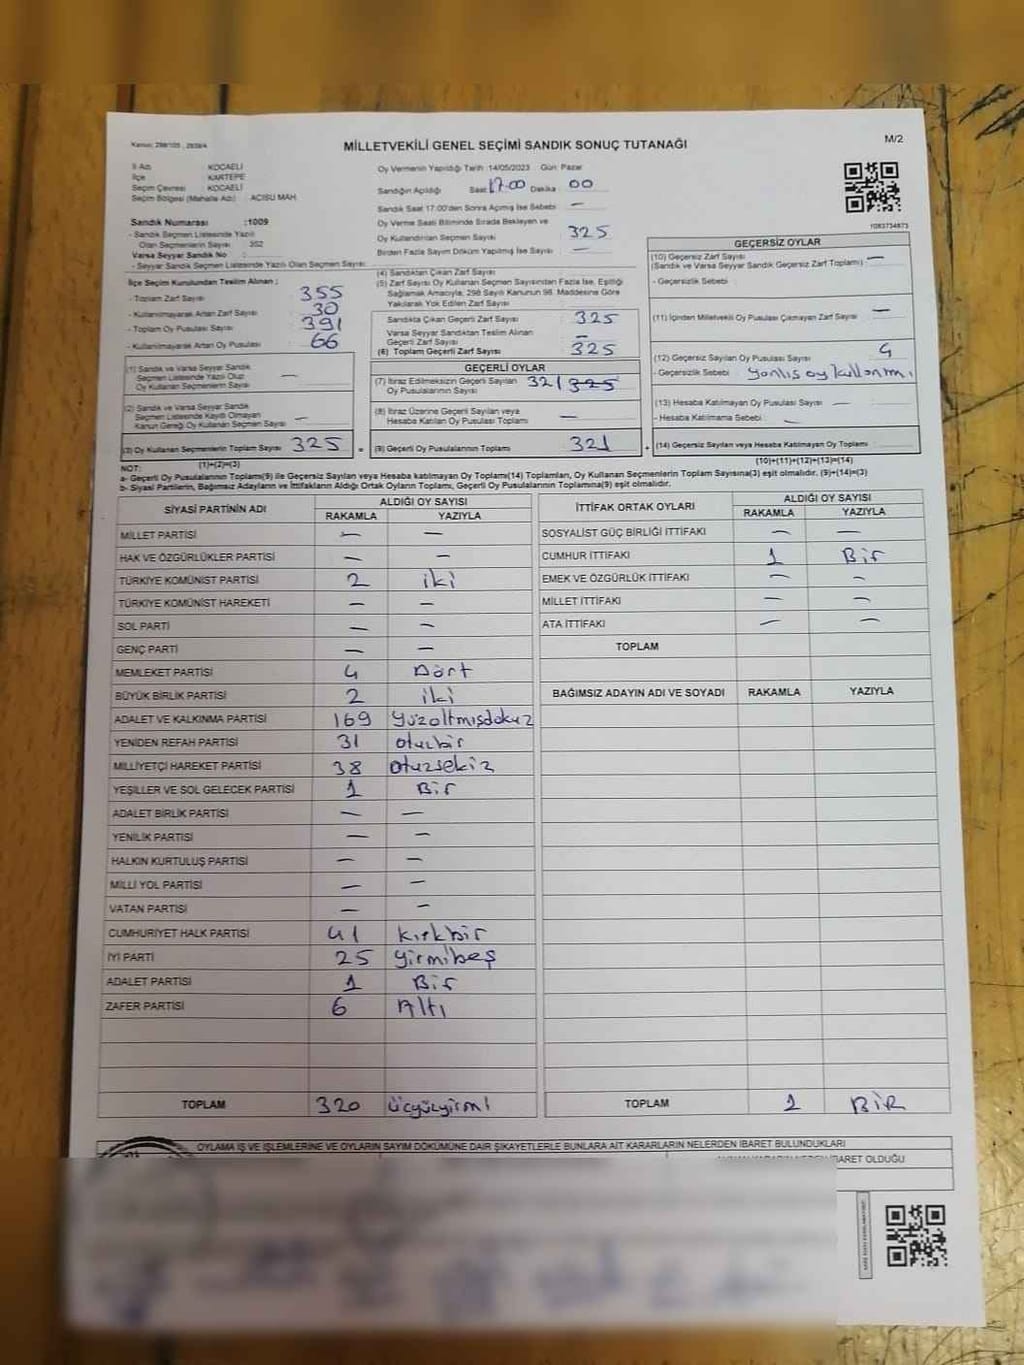 Kanun: 298/105 , 2839/4
MİLLETVEKİLİ GENEL SEÇİMİ SANDIK SONUÇ TUTANAĞI
M/2
İl Adı : KOCAELİ
İlçe : KARTEPE
Seçim Çevresi : KOCAELİ
Seçim Bölgesi (Mahalle Adı) : ACISU MAH.
Sandık Numarası :1009
- Sandık Seçmen Listesinde Yazılı
Olan Seçmenlerin Sayısı 352
Varsa Seyyar Sandık No :
- Seyyar Sandık Seçmen Listesinde Yazılı Olan Seçmen Sayısı:
Oy Vermenin Yapıldığı Tarih :14/05/2023 Gün: Pazar
Sandığın Açıldığı Saat 17.00 Dakika : 00
Sandık Saat 17:00'den Sonra Açılmış İse Sebebi : —
Oy Verme Saati Bitiminde Sırada Bekleyen ve
Oy Kullandırılan Seçmen Sayısı : 325
Birden Fazla Sayım Döküm Yapılmış İse Sayısı : —
1083734873
İlçe Seçim Kurulundan Teslim Alınan ;
- Toplam Zarf Sayısı : 355
- Kullanılmayarak Artan Zarf Sayısı : 30
- Toplam Oy Pusulası Sayısı : 391
- Kullanılmayarak Artan Oy Pusulası : 66
(1) Sandık ve Varsa Seyyar Sandık
Seçmen Listesinde Yazılı Olup
Oy Kullanan Seçmenlerin Sayısı : —
(2) Sandık ve Varsa Seyyar Sandık
Seçmen Listesinde Kayıtlı Olmayan
Kanun Gereği Oy Kullanan Seçmen Sayısı : —
(3) Oy Kullanan Seçmenlerin Toplam Sayısı : 325
(1)+(2)=(3)
(4) Sandıktan Çıkan Zarf Sayısı :
(5) Zarf Sayısı Oy Kullanan Seçmen Sayısından Fazla İse, Eşitliği
Sağlamak Amacıyla, 298 Sayılı Kanunun 98. Maddesine Göre
Yakılarak Yok Edilen Zarf Sayısı :
Sandıkta Çıkan Geçerli Zarf Sayısı : 325
Varsa Seyyar Sandıktan Teslim Alınan
Geçerli Zarf Sayısı : —
(6) Toplam Geçerli Zarf Sayısı : 325
GEÇERLİ OYLAR
(7) İtiraz Edilmeksizin Geçerli Sayılan
Oy Pusulalarının Sayısı : 321 325
(8) İtiraz Üzerine Geçerli Sayılan veya
Hesaba Katılan Oy Pusulalarının Toplamı : —
(9) Geçerli Oy Pusulalarının Toplamı : 321
GEÇERSİZ OYLAR
(10) Geçersiz Zarf Sayısı : —
(Sandık ve Varsa Seyyar Sandık Geçersiz Zarf Toplamı)
- Geçersizlik Sebebi :
(11) İçinden Milletvekili Oy Pusulası Çıkmayan Zarf Sayısı : —
(12) Geçersiz Sayılan Oy Pusulası Sayısı : 4
- Geçersizlik Sebebi : yanlış oy kullanımı
(13) Hesaba Katılmayan Oy Pusulası Sayısı : —
- Hesaba Katılmama Sebebi : —
(14) Geçersiz Sayılan veya Hesaba Katılmayan Oy Toplamı :
(10)+(11)+(12)+(13)=(14)
NOT:
a- Geçerli Oy Pusulalarının Toplamı(9) ile Geçersiz Sayılan veya Hesaba katılmayan Oy Toplamı(14) Toplamları, Oy Kullanan Seçmenlerin Toplam Sayısına(3) eşit olmalıdır. (9)+(14)=(3)
b- Siyasi Partilerin, Bağımsız Adayların ve İttifakların Aldığı Ortak Oyların Toplamı, Geçerli Oy Pusulalarının Toplamına(9) eşit olmalıdır.
SİYASİ PARTİNİN ADI ALDIĞI OY SAYISI
RAKAMLA YAZIYLA
MİLLET PARTİSİ — —
HAK VE ÖZGÜRLÜKLER PARTİSİ — —
TÜRKİYE KOMÜNİST PARTİSİ 2 iki
TÜRKİYE KOMÜNİST HAREKETİ — —
SOL PARTİ — —
GENÇ PARTİ — —
MEMLEKET PARTİSİ 4 Dört
BÜYÜK BİRLİK PARTİSİ 2 iki
ADALET VE KALKINMA PARTİSİ 169 yüzaltmışdokuz
YENİDEN REFAH PARTİSİ 31 otuzbir
MİLLİYETÇİ HAREKET PARTİSİ 38 otuzsekiz
YEŞİLLER VE SOL GELECEK PARTİSİ 1 Bir
ADALET BİRLİK PARTİSİ — —
YENİLİK PARTİSİ — —
HALKIN KURTULUŞ PARTİSİ — —
MİLLİ YOL PARTİSİ — —
VATAN PARTİSİ — —
CUMHURİYET HALK PARTİSİ 41 kırkbir
İYİ PARTİ 25 yirmibeş
ADALET PARTİSİ 1 Bir
ZAFER PARTİSİ 6 Altı
TOPLAM 320 üçyüzyirmi
İTTİFAK ORTAK OYLARI ALDIĞI OY SAYISI
RAKAMLA YAZIYLA
SOSYALİST GÜÇ BİRLİĞİ İTTİFAKI — —
CUMHUR İTTİFAKI 1 Bir
EMEK VE ÖZGÜRLÜK İTTİFAKI — —
MİLLET İTTİFAKI — —
ATA İTTİFAKI — —
TOPLAM
BAĞIMSIZ ADAYIN ADI VE SOYADI RAKAMLA YAZIYLA
TOPLAM 1 BİR
OYLAMA İŞ VE İŞLEMLERİNE VE OYLARIN SAYIM DÖKÜMÜNE DAİR ŞİKAYETLERLE BUNLARA AİT KARARLARIN NELERDEN İBARET BULUNDUKLARI
İBARET OLDUĞU